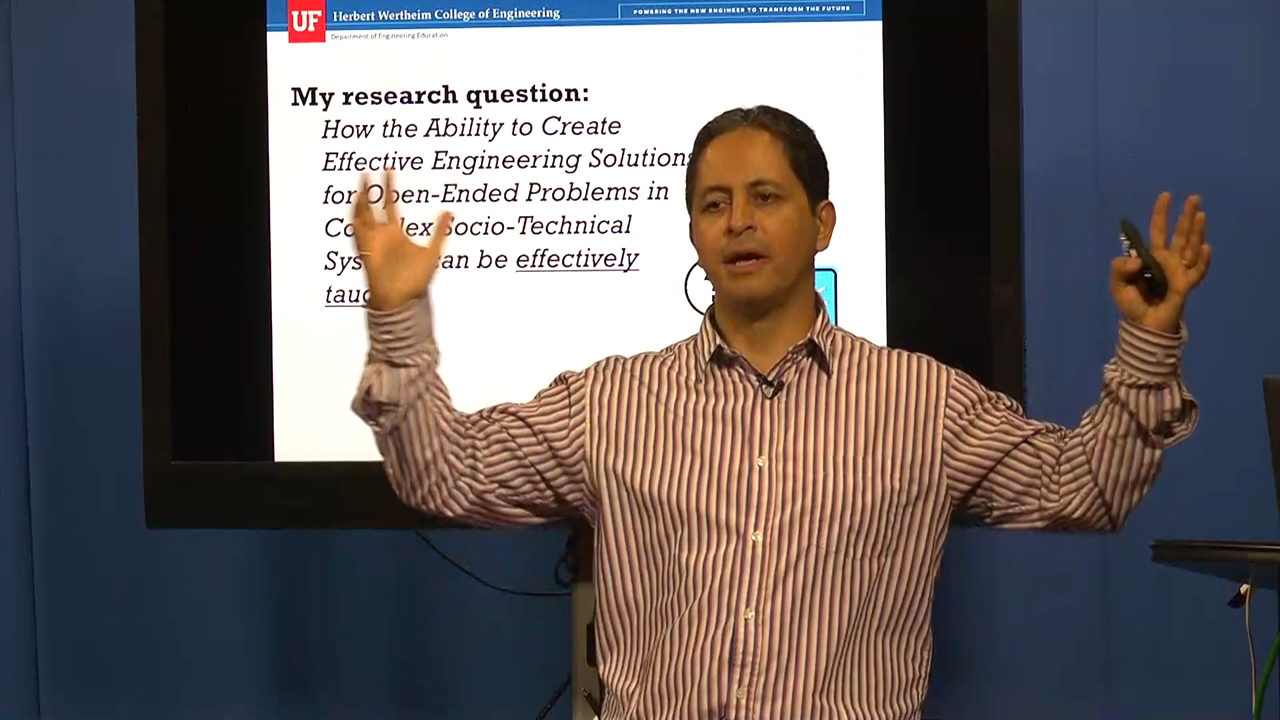 UF
Herbert Wertheim College of Engineering
POWERING THE NEW ENGINEER TO TRANSFORM THE FUTURE
Department of Engineering Education
My research question:
How the Ability to Create
Effective Engineering Solutions
for Open-Ended Problems in
Socio-Technical
can be effectively